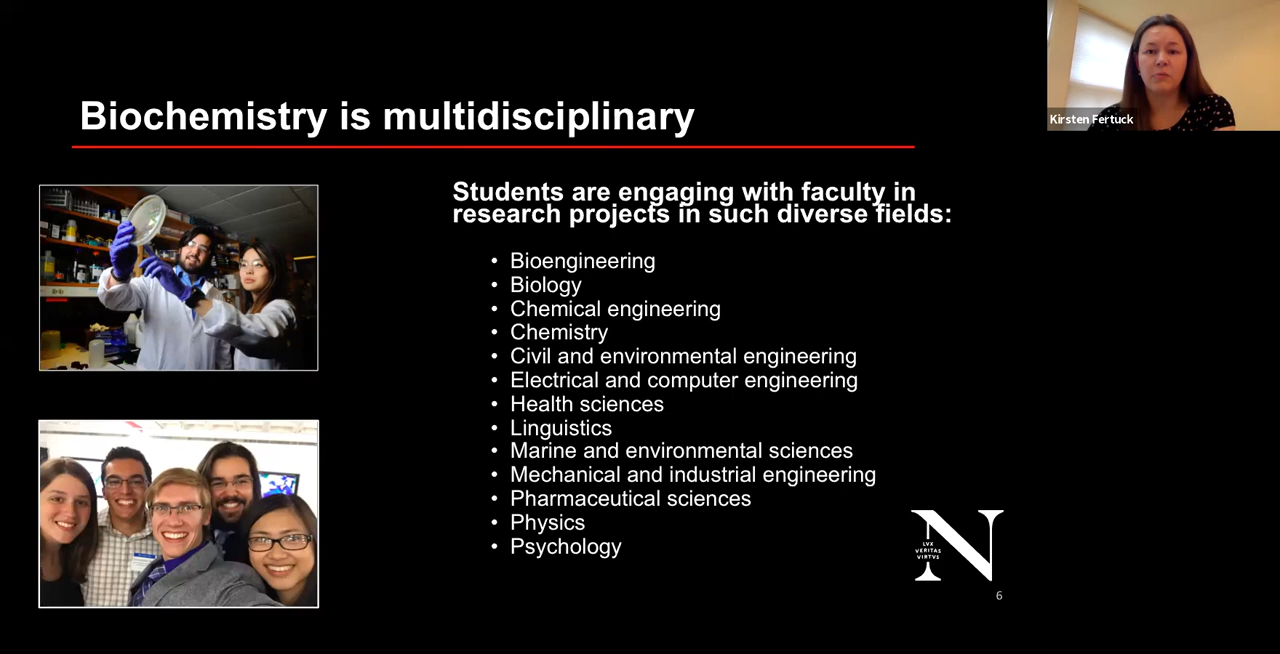 Kirsten Fertuck
Biochemistry is multidisciplinary
Students are engaging with faculty in
research projects in such diverse fields:
• Bioengineering
• Biology
• Chemical engineering
• Chemistry
• Civil and environmental engineering
• Electrical and computer engineering
• Health sciences
• Linguistics
• Marine and environmental sciences
• Mechanical and industrial engineering
• Pharmaceutical sciences
• Physics
• Psychology
N
LVX
VERITAS
VIRTVS
6